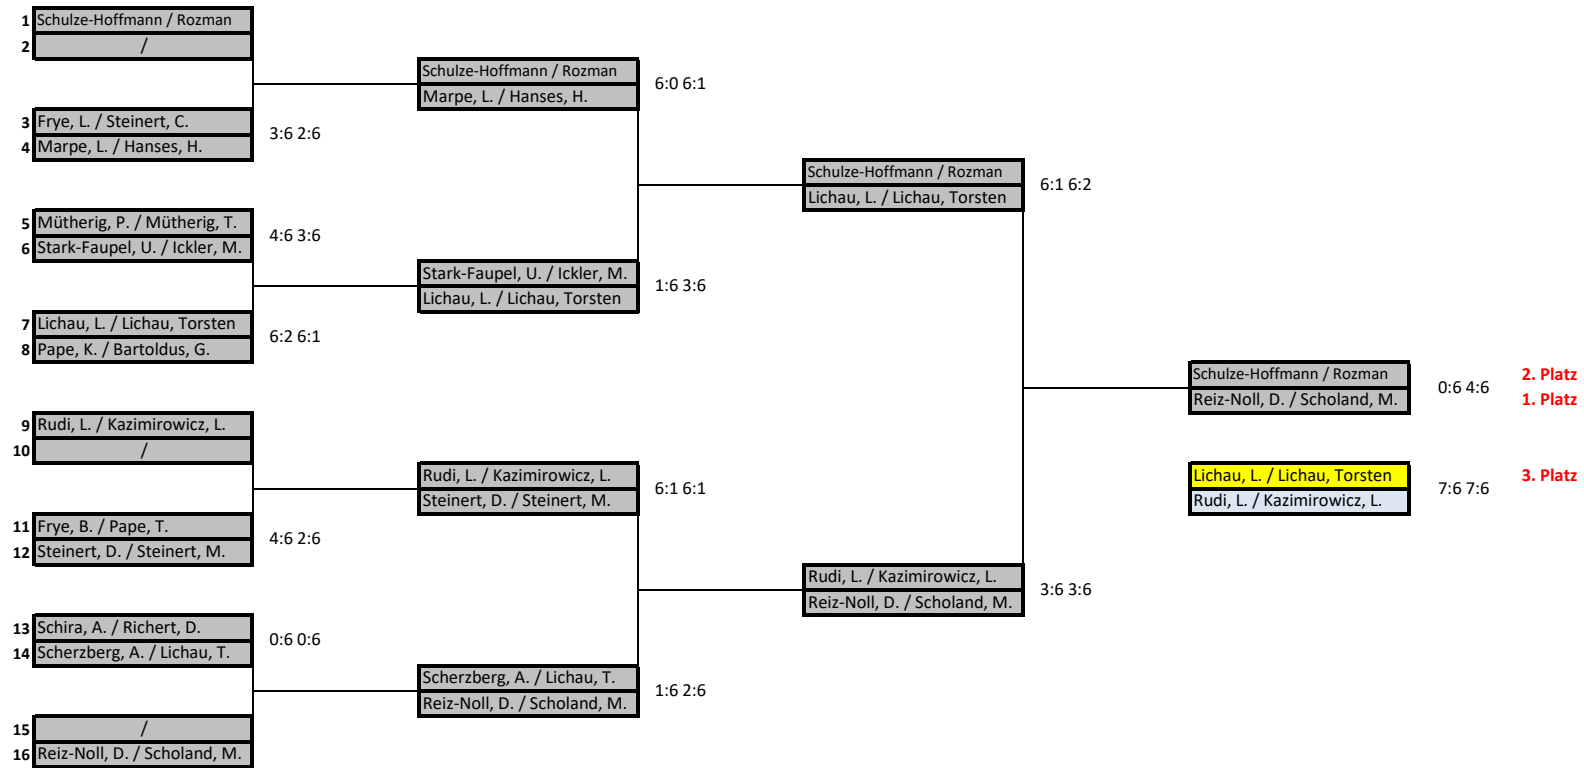 1 Schulze-Hoffmann / Rozman
2 /
3 Frye, L. / Steinert, C.
4 Marpe, L. / Hanses, H.
3:6 2:6
5 Mütherig, P. / Mütherig, T.
6 Stark-Faupel, U. / Ickler, M.
4:6 3:6
7 Lichau, L. / Lichau, Torsten
8 Pape, K. / Bartoldus, G.
6:2 6:1
9 Rudi, L. / Kazimirowicz, L.
10 /
11 Frye, B. / Pape, T.
12 Steinert, D. / Steinert, M.
4:6 2:6
13 Schira, A. / Richert, D.
14 Scherzberg, A. / Lichau, T.
0:6 0:6
15 /
16 Reiz-Noll, D. / Scholand, M.
Schulze-Hoffmann / Rozman
Marpe, L. / Hanses, H.
6:0 6:1
Stark-Faupel, U. / Ickler, M.
Lichau, L. / Lichau, Torsten
1:6 3:6
Rudi, L. / Kazimirowicz, L.
Steinert, D. / Steinert, M.
6:1 6:1
Scherzberg, A. / Lichau, T.
Reiz-Noll, D. / Scholand, M.
1:6 2:6
Schulze-Hoffmann / Rozman
Lichau, L. / Lichau, Torsten
6:1 6:2
Rudi, L. / Kazimirowicz, L.
Reiz-Noll, D. / Scholand, M.
3:6 3:6
Schulze-Hoffmann / Rozman
Reiz-Noll, D. / Scholand, M.
0:6 4:6
2. Platz
1. Platz
Lichau, L. / Lichau, Torsten
Rudi, L. / Kazimirowicz, L.
7:6 7:6
3. Platz